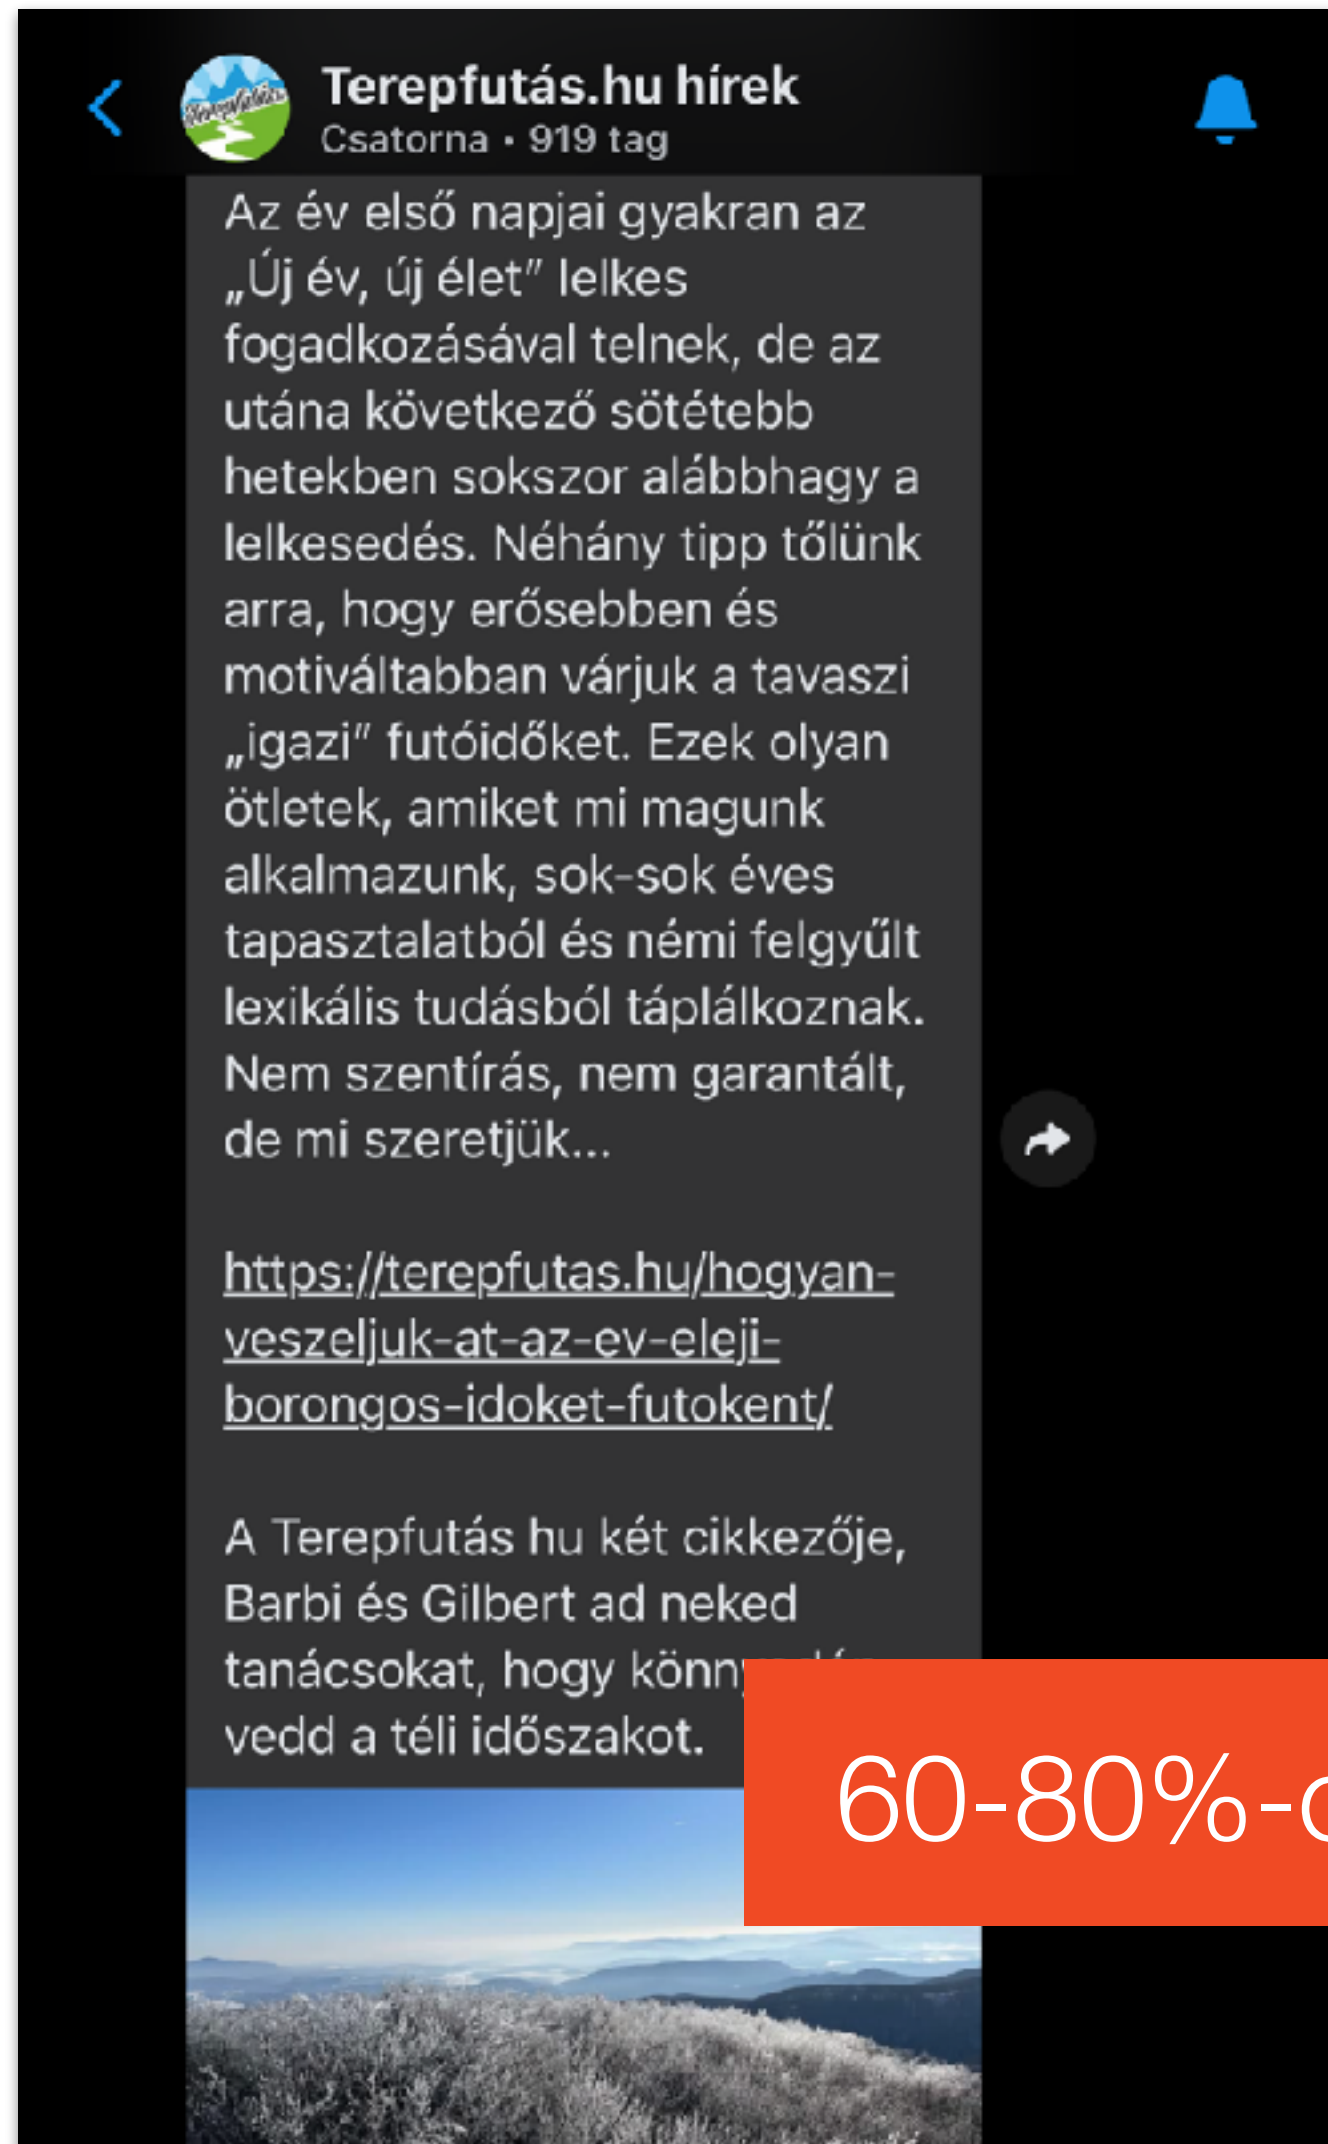 Terepfutás.hu hírek
Csatorna • 919 tag
Az év első napjai gyakran az
„Új év, új élet” lelkes
fogadkozásával telnek, de az
utána következő sötétebb
hetekben sokszor alábbhagy a
lelkesedés. Néhány tipp tőlünk
arra, hogy erősebben és
motiváltabban várjuk a tavaszi
„igazi” futóidőket. Ezek olyan
ötletek, amiket mi magunk
alkalmazunk, sok-sok éves
tapasztalatból és némi felgyűlt
lexikális tudásból táplálkoznak.
Nem szentírás, nem garantált,
de mi szeretjük...
https://terepfutas.hu/hogyan-
veszeljuk-at-az-ev-eleji-
borongos-idoket-futokent/
A Terepfutás hu két cikkezője,
Barbi és Gilbert ad neked
tanácsokat, hogy
vedd a téli időszakot.
60-80%-